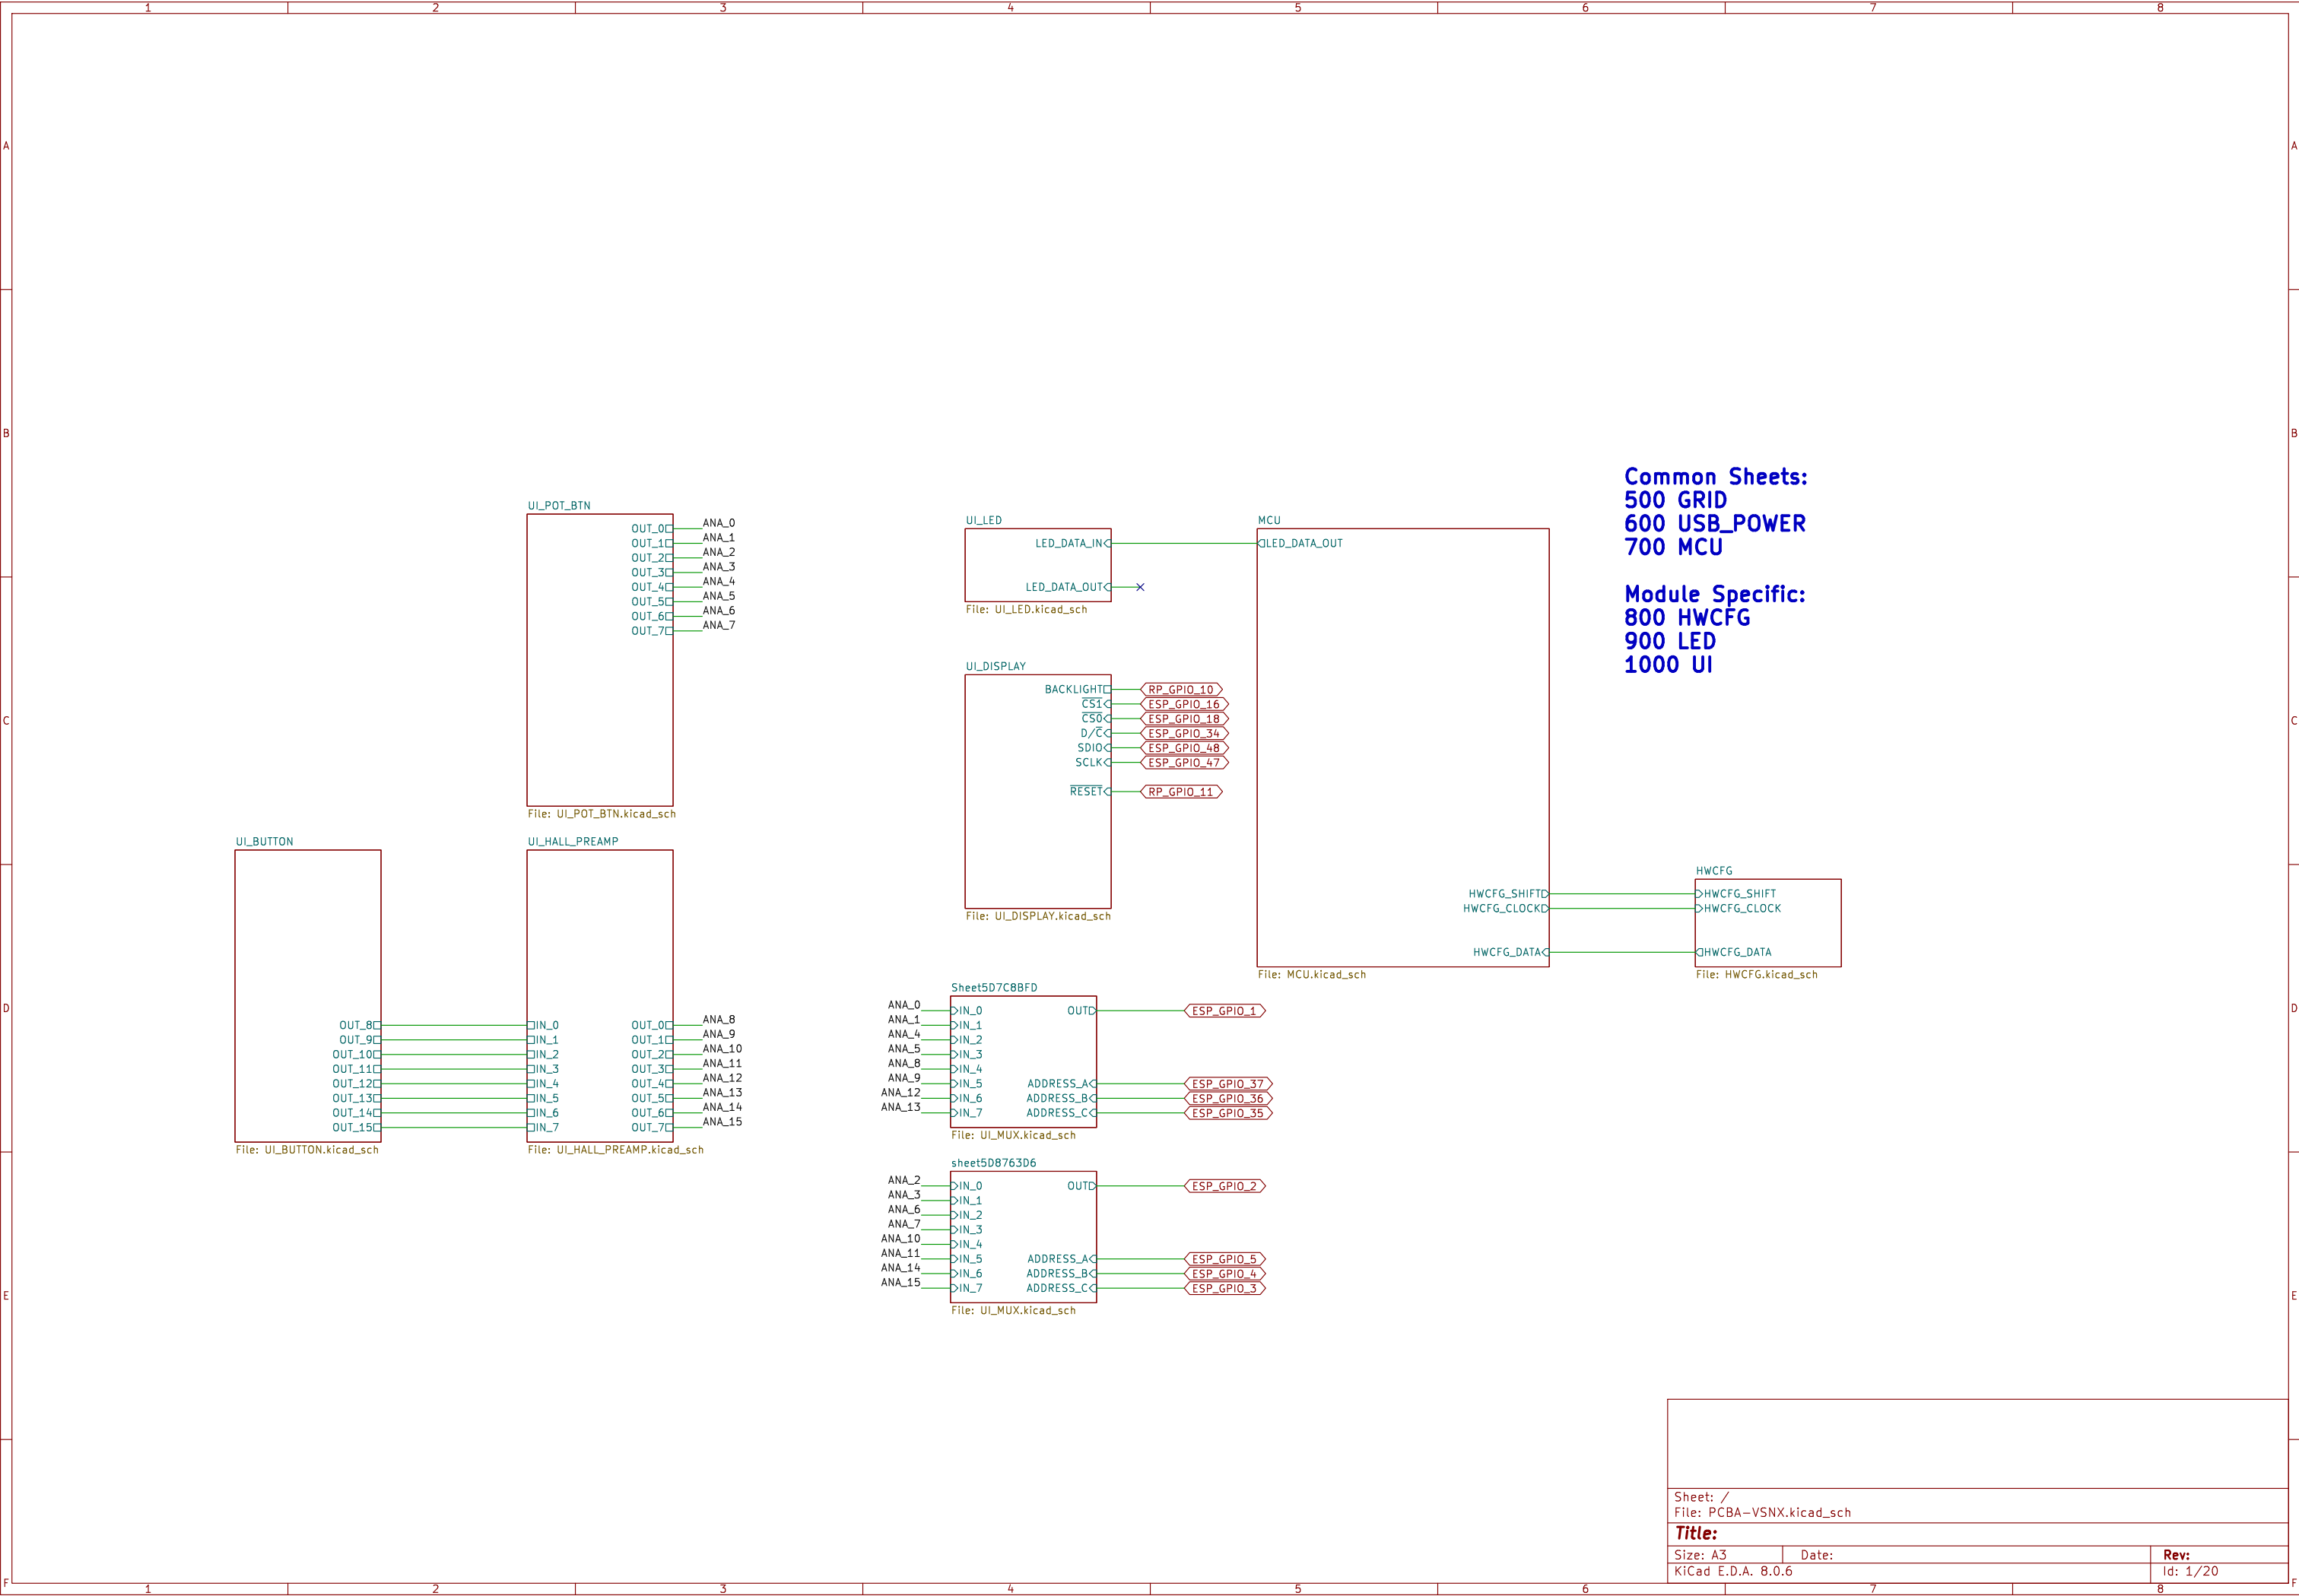 1 2 3 4 5 6 7 8
A A
B B
C C
D D
E E
F F
Common Sheets:
500 GRID
600 USB_POWER
700 MCU
Module Specific:
800 HWCFG
900 LED
1000 UI
UI_POT_BTN
OUT_0 ANA_0
OUT_1 ANA_1
OUT_2 ANA_2
OUT_3 ANA_3
OUT_4 ANA_4
OUT_5 ANA_5
OUT_6 ANA_6
OUT_7 ANA_7
File: UI_POT_BTN.kicad_sch
UI_LED
LED_DATA_IN
LED_DATA_OUT
File: UI_LED.kicad_sch
MCU
LED_DATA_OUT
HWCFG_SHIFT
HWCFG_CLOCK
HWCFG_DATA
File: MCU.kicad_sch
UI_DISPLAY
BACKLIGHT RP_GPIO_10
CS1 ESP_GPIO_16
CS0 ESP_GPIO_18
D/C ESP_GPIO_34
SDIO ESP_GPIO_48
SCLK ESP_GPIO_47
RESET RP_GPIO_11
File: UI_DISPLAY.kicad_sch
HWCFG
HWCFG_SHIFT
HWCFG_CLOCK
HWCFG_DATA
File: HWCFG.kicad_sch
UI_BUTTON
OUT_8
OUT_9
OUT_10
OUT_11
OUT_12
OUT_13
OUT_14
OUT_15
File: UI_BUTTON.kicad_sch
UI_HALL_PREAMP
IN_0 OUT_0 ANA_8
IN_1 OUT_1 ANA_9
IN_2 OUT_2 ANA_10
IN_3 OUT_3 ANA_11
IN_4 OUT_4 ANA_12
IN_5 OUT_5 ANA_13
IN_6 OUT_6 ANA_14
IN_7 OUT_7 ANA_15
File: UI_HALL_PREAMP.kicad_sch
Sheet5D7C8BFD
ANA_0 IN_0 OUT ESP_GPIO_1
ANA_1 IN_1
ANA_4 IN_2
ANA_5 IN_3
ANA_8 IN_4
ANA_9 IN_5 ADDRESS_A ESP_GPIO_37
ANA_12 IN_6 ADDRESS_B ESP_GPIO_36
ANA_13 IN_7 ADDRESS_C ESP_GPIO_35
File: UI_MUX.kicad_sch
sheet5D8763D6
ANA_2 IN_0 OUT ESP_GPIO_2
ANA_3 IN_1
ANA_6 IN_2
ANA_7 IN_3
ANA_10 IN_4
ANA_11 IN_5 ADDRESS_A ESP_GPIO_5
ANA_14 IN_6 ADDRESS_B ESP_GPIO_4
ANA_15 IN_7 ADDRESS_C ESP_GPIO_3
File: UI_MUX.kicad_sch
Sheet: /
File: PCBA-VSNX.kicad_sch
Title:
Size: A3 Date: Rev:
KiCad E.D.A. 8.0.6 Id: 1/20
1 2 3 4 5 6 7 8